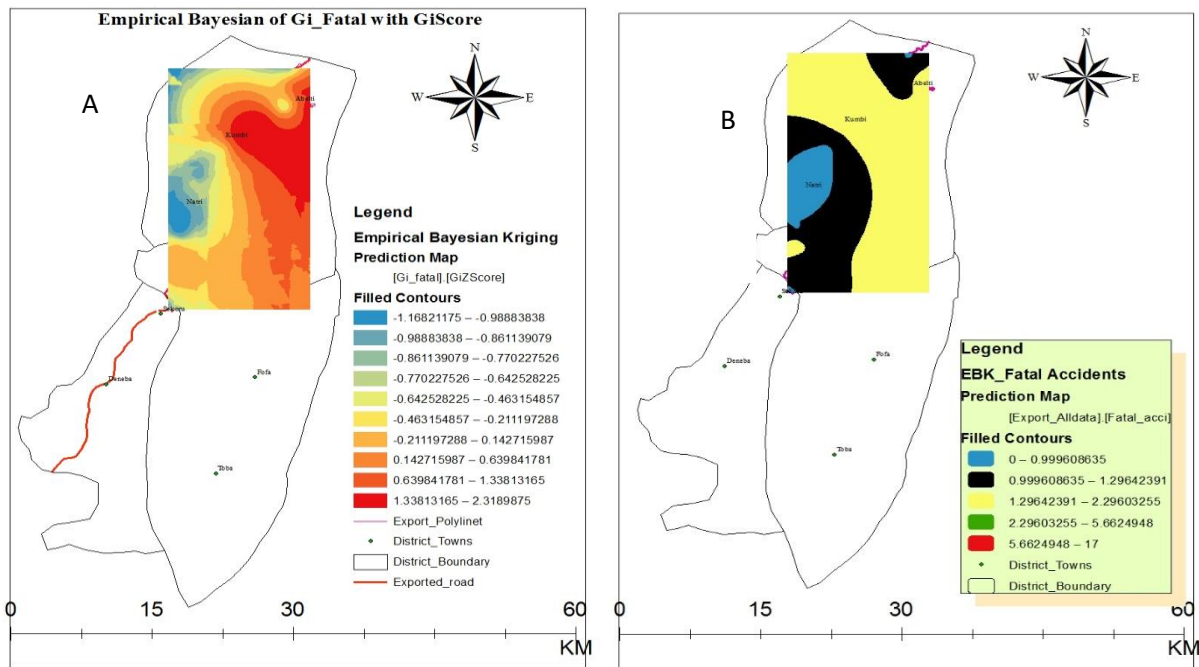 Empirical Bayesian of Gi_Fatal with GiScore
A
N
W
E
S
Abelti
Kumbi
Natri
Deneba
Fofa
Toba
Legend
Empirical Bayesian Kriging
Prediction Map
[Gi_fatal].[GiZScore]
Filled Contours
-1.16821175 – -0.98883838
-0.98883838 – -0.861139079
-0.861139079 – -0.770227526
-0.770227526 – -0.642528225
-0.642528225 – -0.463154857
-0.463154857 – -0.211197288
-0.211197288 – 0.142715987
0.142715987 – 0.639841781
0.639841781 – 1.33813165
1.33813165 – 2.3189875
Export_Polylinet
District_Towns
District_Boundary
Exported_road
0 15 30 60
KM
B
N
W
E
S
Abelti
Kumbi
Natri
Deneba
Fofa
Toba
Legend
EBK_Fatal Accidents
Prediction Map
[Export_Alldata].[Fatal_acci]
Filled Contours
0 – 0.999608635
0.999608635 – 1.29642391
1.29642391 – 2.29603255
2.29603255 – 5.6624948
5.6624948 – 17
District_Towns
District_Boundary
0 15 30 60
KM